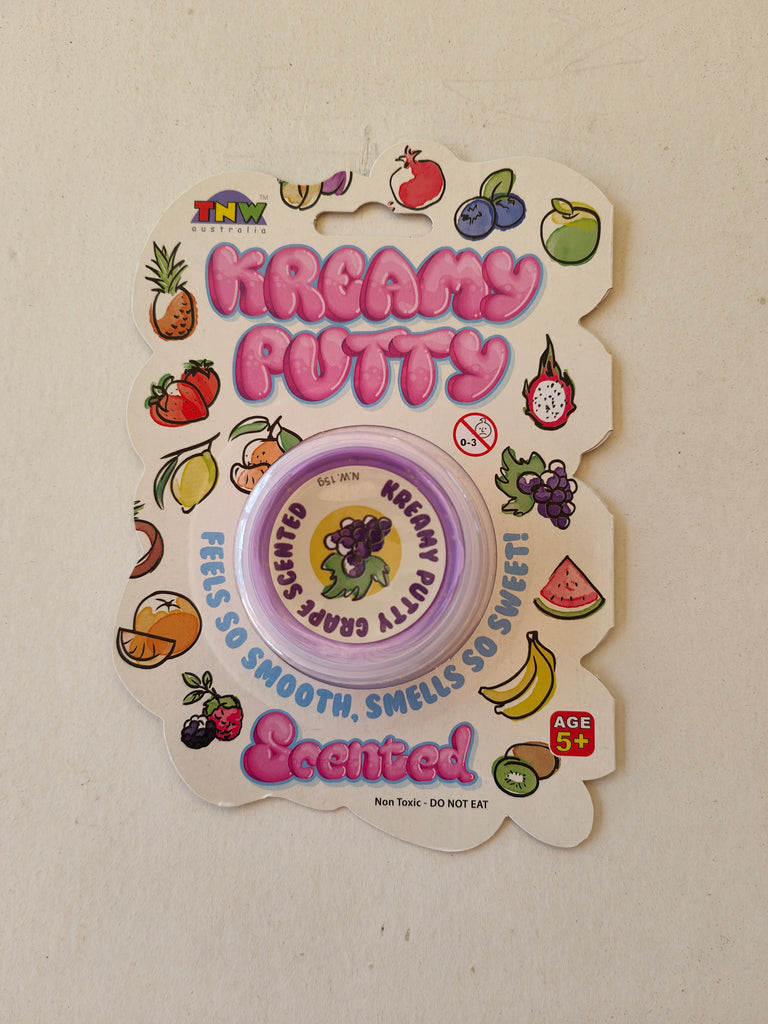 TNW
TM
australia
KREAMY
PUTTY
0-3
N.W. 15g
KREAMY PUTTY GRAPE SCENTED
FEELS SO SMOOTH, SMELLS SO SWEET!
AGE
5+
Scented
Non Toxic - DO NOT EAT